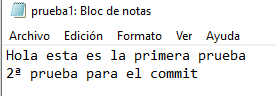 prueba1: Bloc de notas
Archivo Edición Formato Ver Ayuda
Hola esta es la primera prueba
2ª prueba para el commit